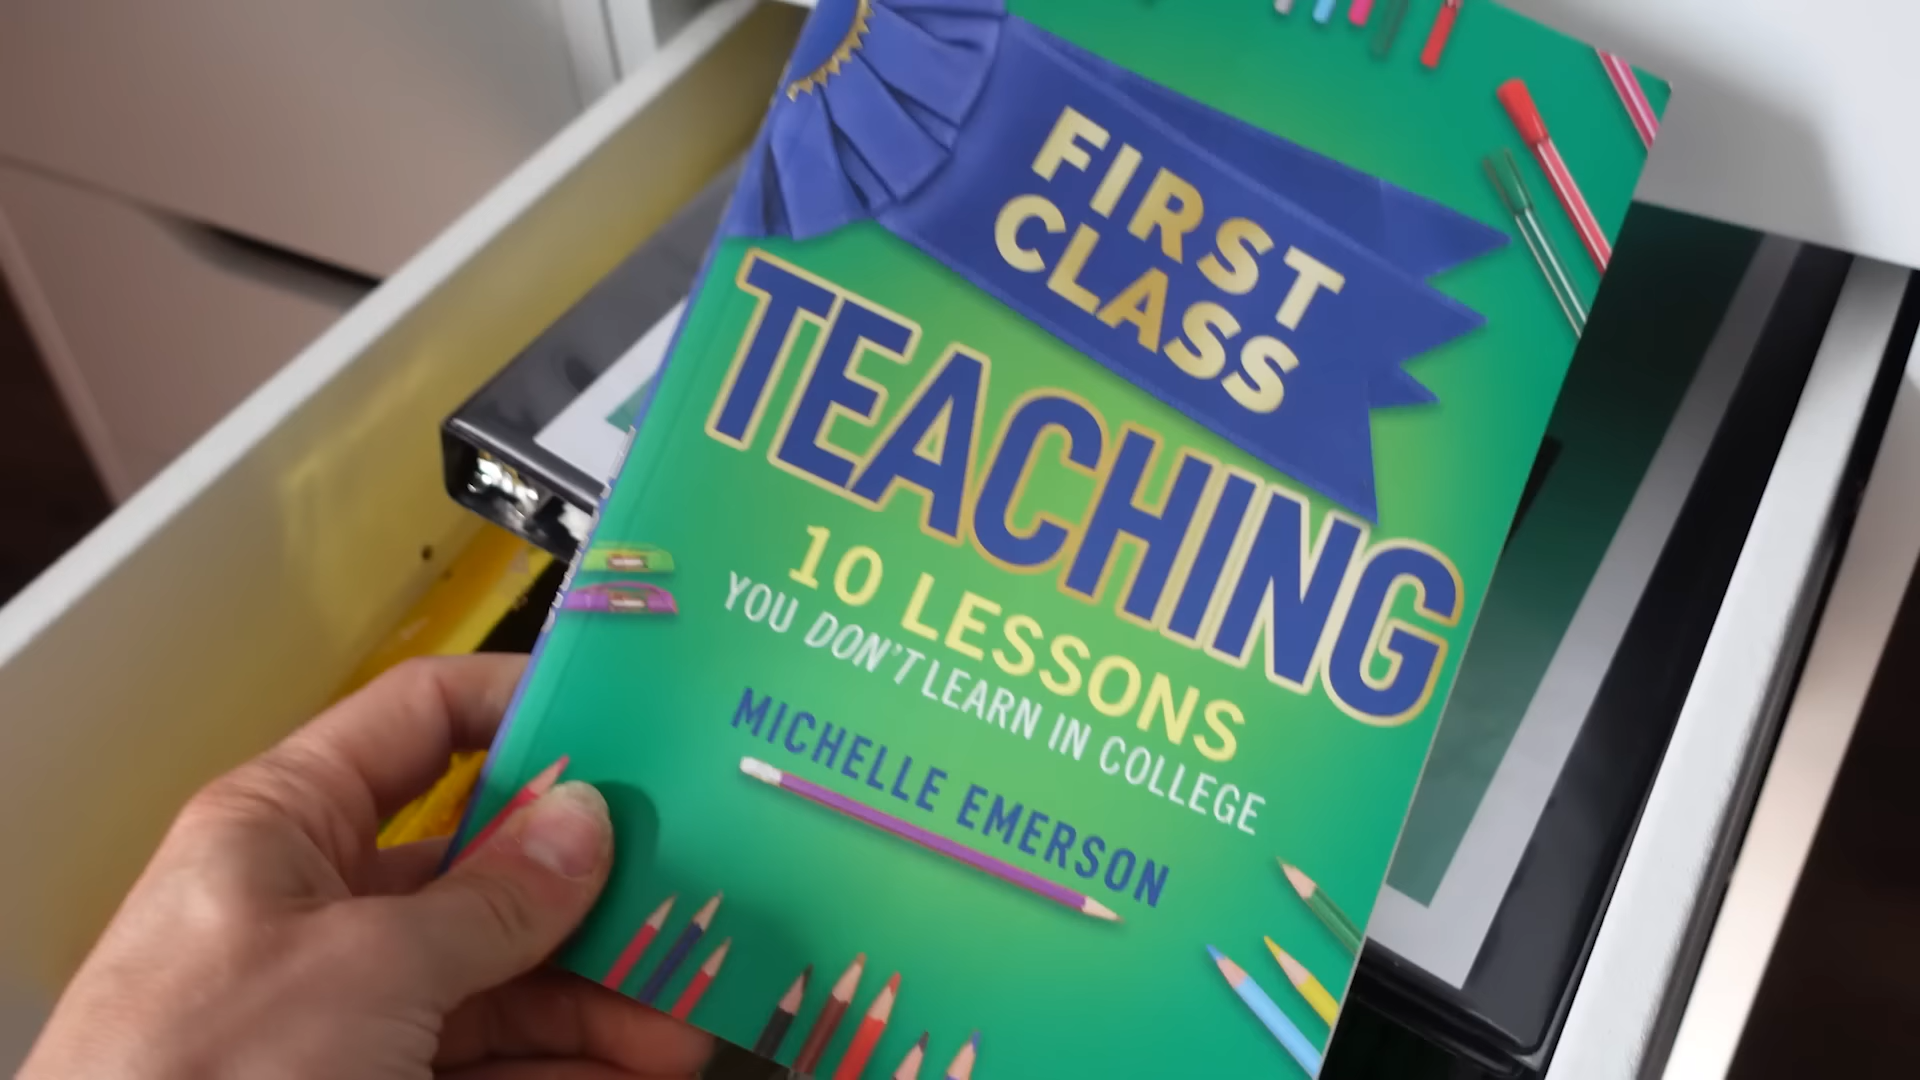 FIRST
CLASS
TEACHING
10 LESSONS
YOU DON'T LEARN IN COLLEGE
MICHELLE EMERSON